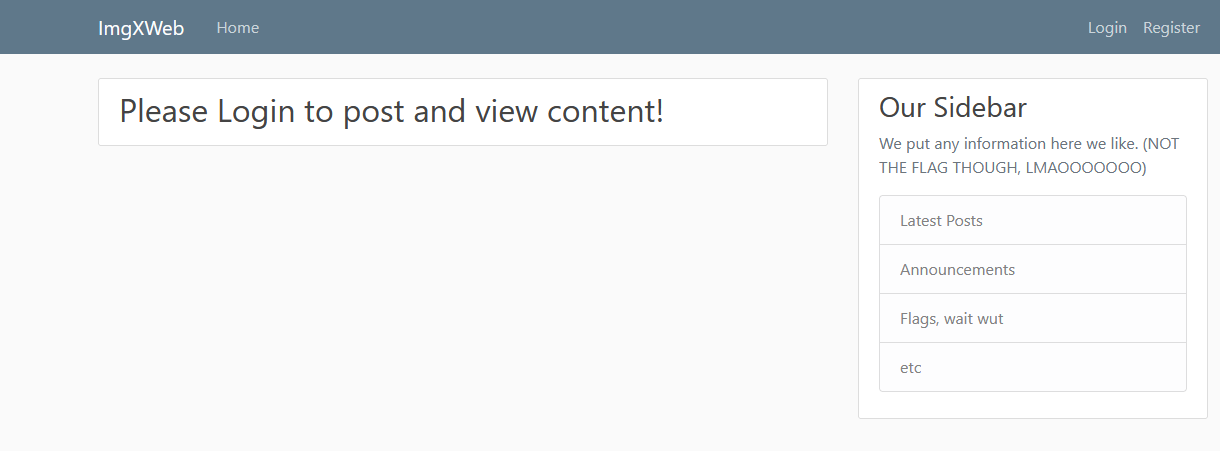 ImgXWeb Home Login Register
Please Login to post and view content!
Our Sidebar
We put any information here we like. (NOT
THE FLAG THOUGH, LMAOOOOOOO)
Latest Posts
Announcements
Flags, wait wut
etc